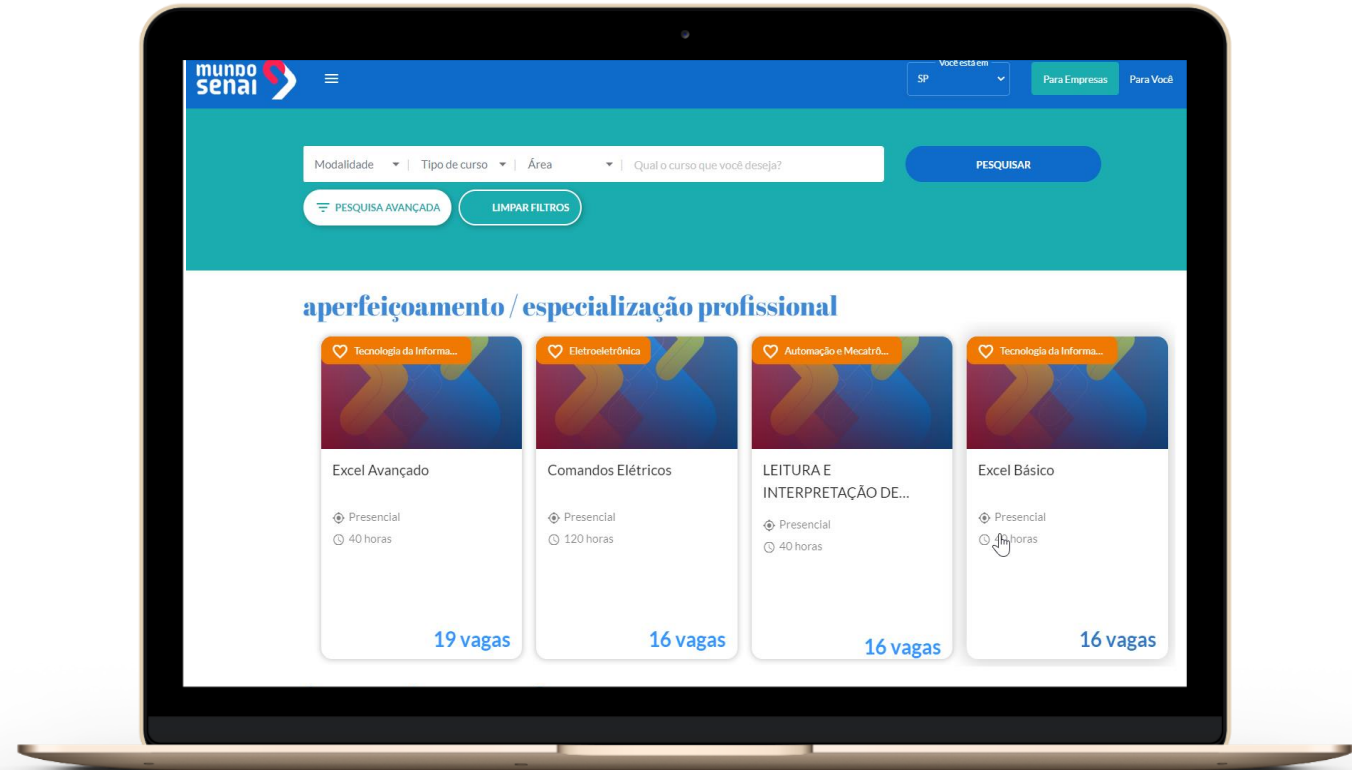 mundo
senai
Você está em
SP
Para Empresas
Para Você
Modalidade
Tipo de curso
Área
Qual o curso que você deseja?
PESQUISAR
PESQUISA AVANÇADA
LIMPAR FILTROS
aperfeiçoamento / especialização profissional
Tecnologia da Informa...
Eletroeletrônica
Automação e Mecatrô...
Tecnologia da Informa...
Excel Avançado
Presencial
40 horas
19 vagas
Comandos Elétricos
Presencial
120 horas
16 vagas
LEITURA E
INTERPRETAÇÃO DE...
Presencial
40 horas
16 vagas
Excel Básico
Presencial
horas
16 vagas